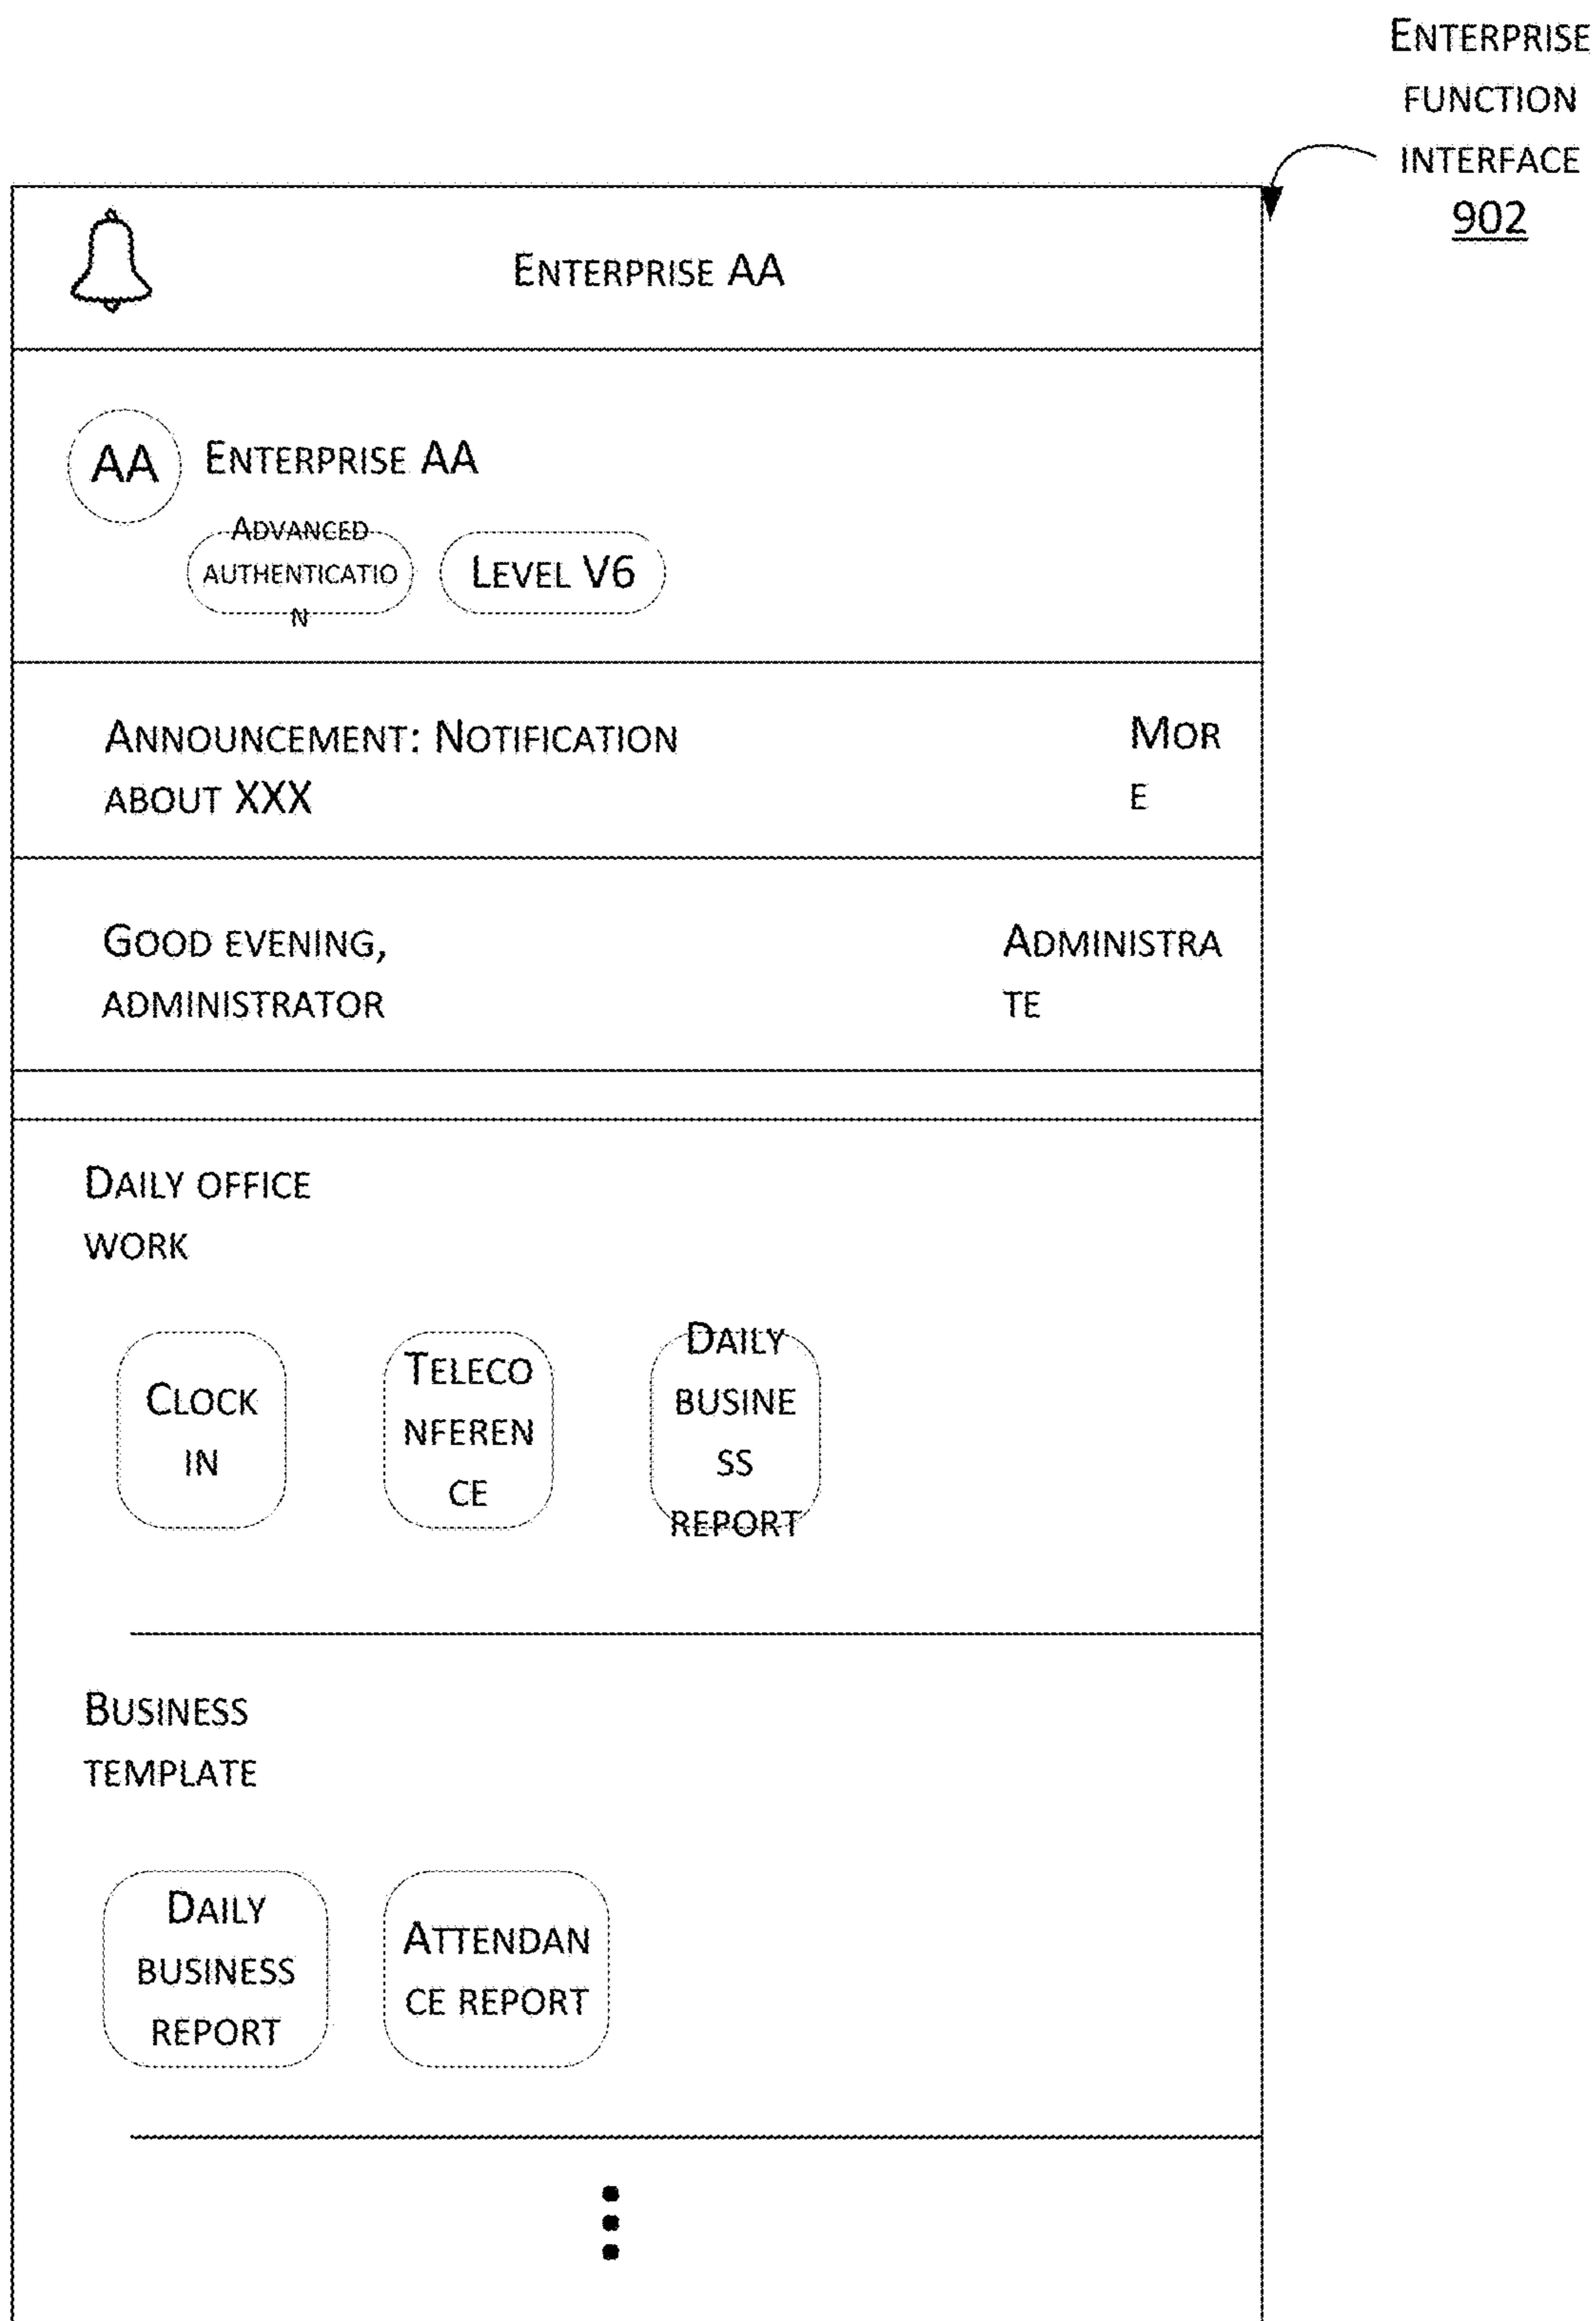 Enterprise
function
interface
902
Enterprise AA
AA
Enterprise AA
Advanced
authenticatio
n
Level V6
Announcement: Notification
about XXX
Mor
e
Good evening,
administrator
Administra
te
Daily office
work
Clock
in
Teleco
nferen
ce
Daily
busine
ss
report
Business
template
Daily
business
report
Attendan
ce report